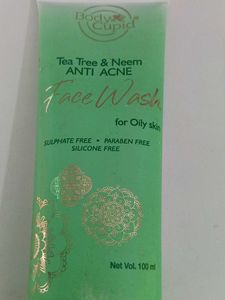 Body Cupid
Tea Tree & Neem
ANTI ACNE
Face Wash
for Oily skin
SULPHATE FREE • PARABEN FREE
SILICONE FREE
Net Vol. 100 ml